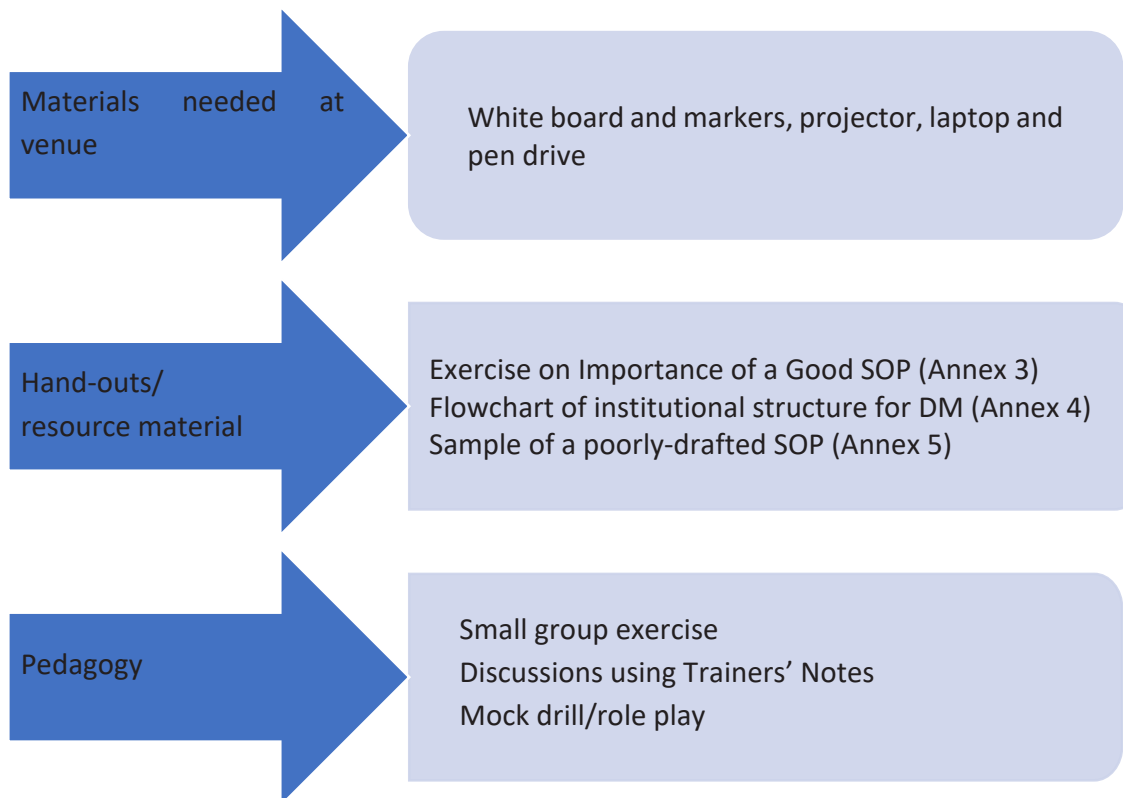 Materials needed at
venue
White board and markers, projector, laptop and
pen drive
Hand-outs/
resource material
Exercise on Importance of a Good SOP (Annex 3)
Flowchart of institutional structure for DM (Annex 4)
Sample of a poorly-drafted SOP (Annex 5)
Pedagogy
Small group exercise
Discussions using Trainers’ Notes
Mock drill/role play